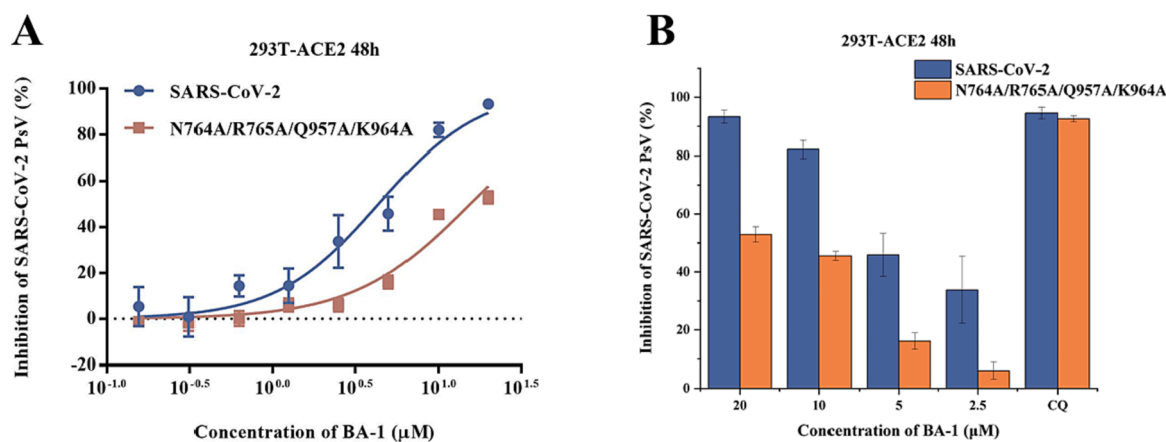 A
293T-ACE2 48h
Inhibition of SARS-CoV-2 PsV (%)
100
80
60
40
20
0
-20
SARS-CoV-2
N764A/R765A/Q957A/K964A
10-1.0
10-0.5
100.0
100.5
101.0
101.5
Concentration of BA-1 (μM)
B
293T-ACE2 48h
SARS-CoV-2
N764A/R765A/Q957A/K964A
Inhibition of SARS-CoV-2 PsV (%)
100
80
60
40
20
0
20
10
5
2.5
CQ
Concentration of BA-1 (μM)